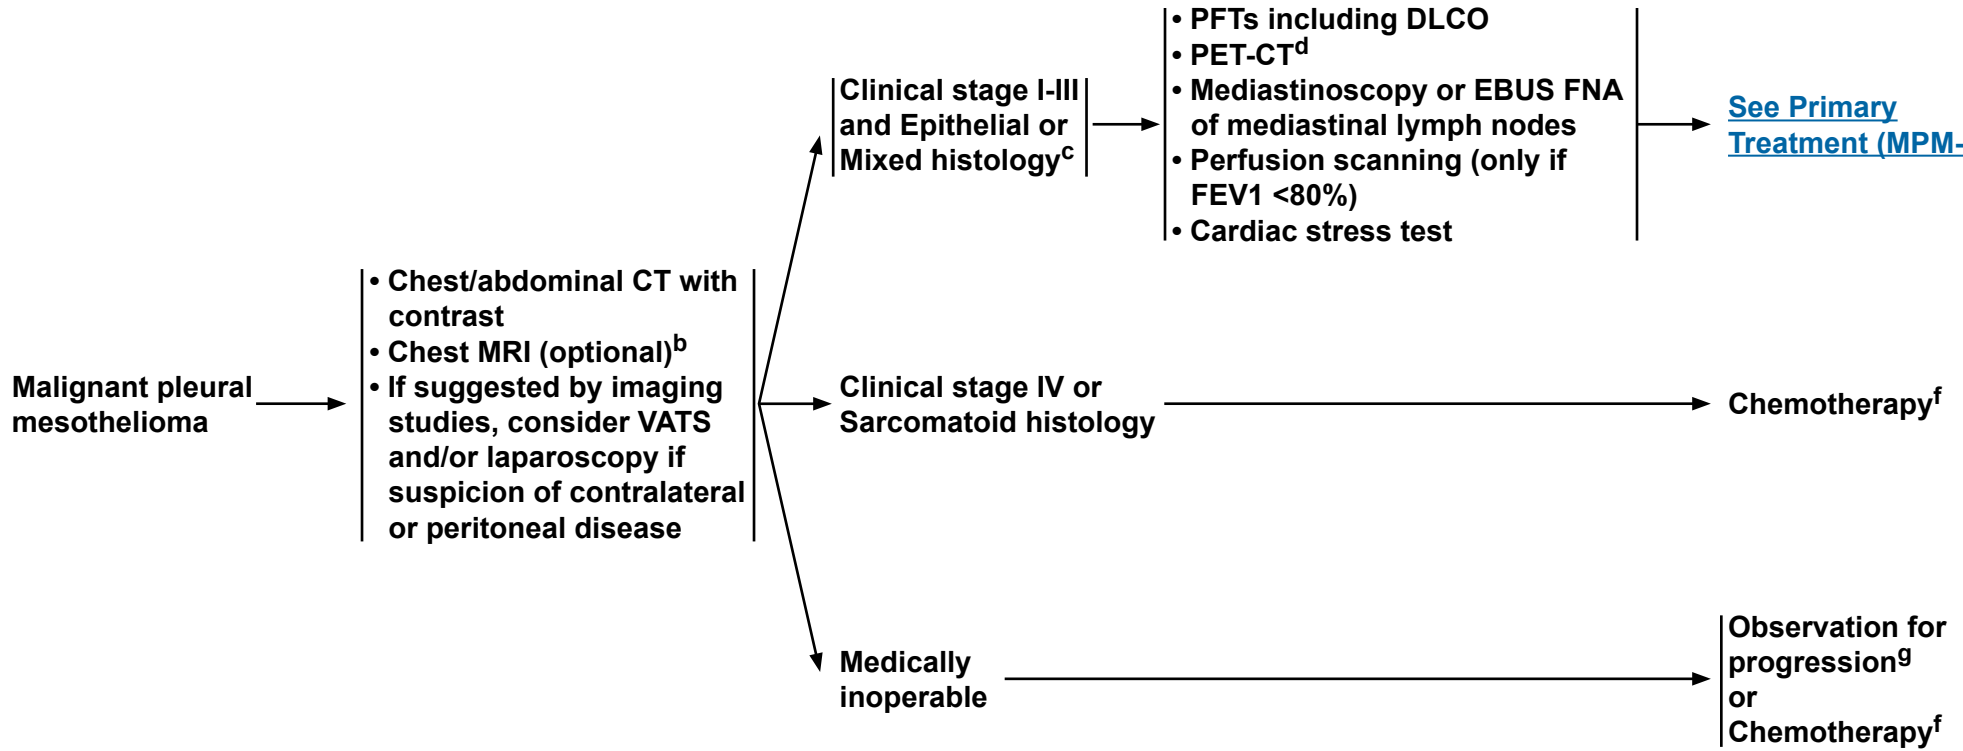 Malignant pleural
mesothelioma
• Chest/abdominal CT with
contrast
• Chest MRI (optional)b
• If suggested by imaging
studies, consider VATS
and/or laparoscopy if
suspicion of contralateral
or peritoneal disease
Clinical stage I-III
and Epithelial or
Mixed histologyc
• PFTs including DLCO
• PET-CTd
• Mediastinoscopy or EBUS FNA
of mediastinal lymph nodes
• Perfusion scanning (only if
FEV1 <80%)
• Cardiac stress test
See Primary
Treatment (MPM-
Clinical stage IV or
Sarcomatoid histology
Chemotherapyf
Medically
inoperable
Observation for
progressiong
or
Chemotherapyf